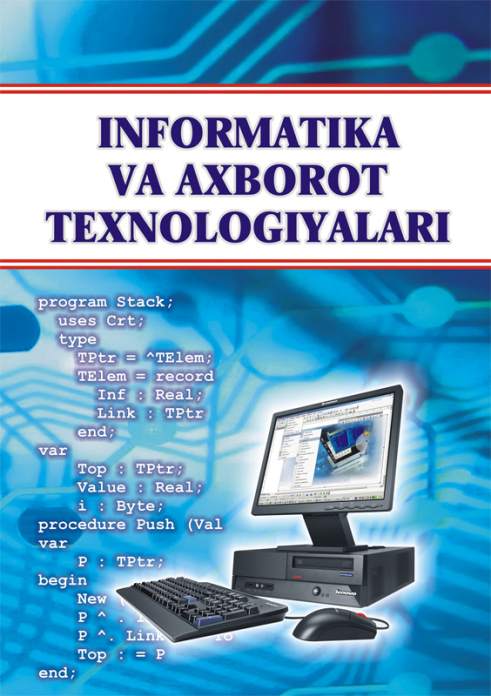 INFORMATIKA
VA AXBOROT
TEXNOLOGIYALARI
program Stack;
uses Crt;
type
TPtr = ^TElem;
TElem = record
Inf : Real;
Link : TPtr
end;
var
Top : TPtr;
Value : Real;
i : Byte;
procedure Push (Val
var
P : TPtr;
begin
New (
P ^ .
P ^. Link
Top : = P
end;
lenovo